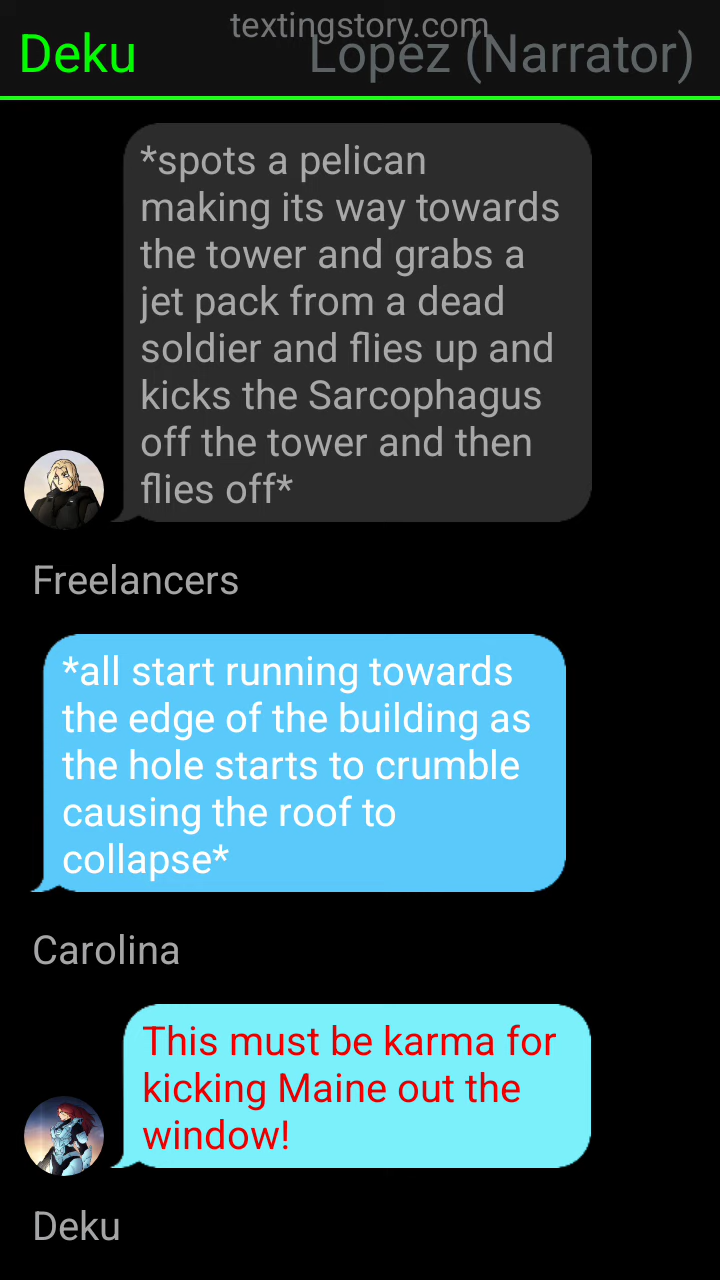 textingstory.com
Deku
Lopez (Narrator)
*spots a pelican
making its way towards
the tower and grabs a
jet pack from a dead
soldier and flies up and
kicks the Sarcophagus
off the tower and then
flies off*
Freelancers
*all start running towards
the edge of the building as
the hole starts to crumble
causing the roof to
collapse*
Carolina
This must be karma for
kicking Maine out the
window!
Deku